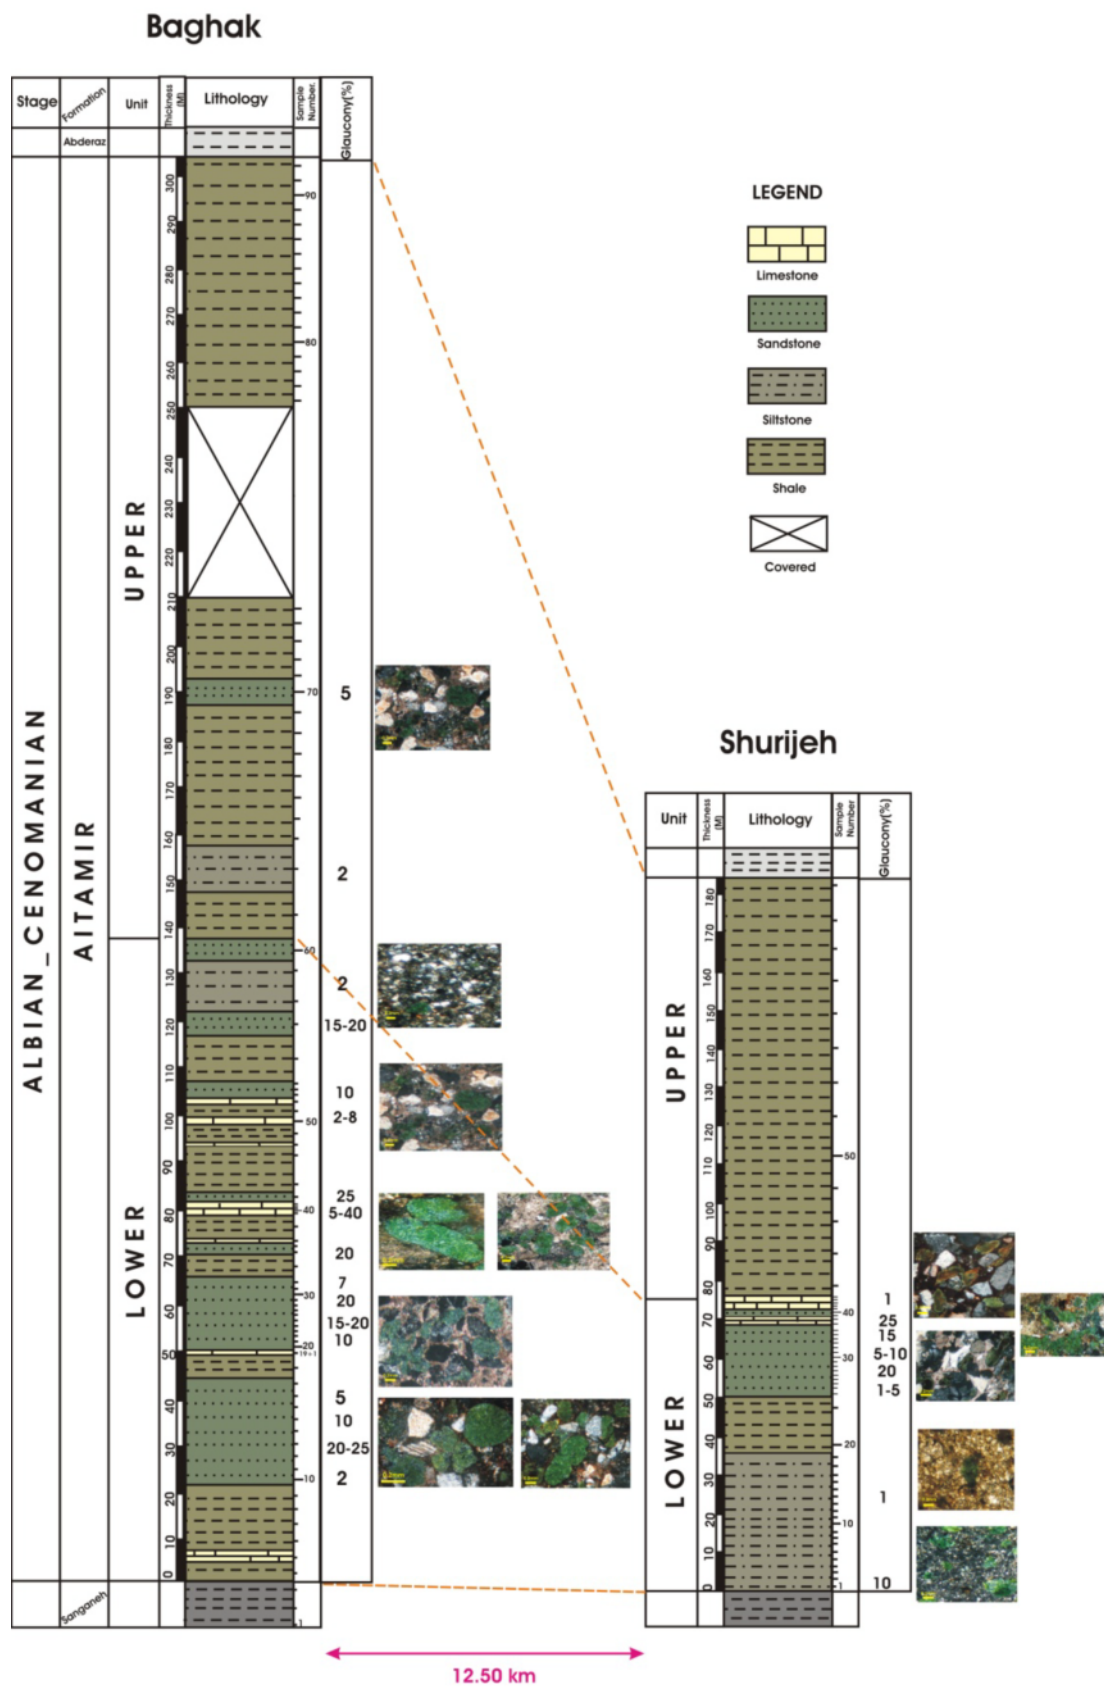 Baghak
Stage
Formation
Unit
Thickness
(M)
Lithology
Sample
Number.
Glaucony(%)
Abderaz
ALBIAN_CENOMANIAN
AITAMIR
UPPER
LOWER
Sanganeh
300
290
280
270
260
250
240
230
220
210
200
190
180
170
160
150
140
130
120
110
100
90
80
70
60
50
40
30
20
10
0
90
80
70
60
50
40
30
20
10
1
5
2
2
15-20
10
2-8
25
5-40
20
7
20
15-20
10
5
10
20-25
2
LEGEND
Limestone
Sandstone
Siltstone
Shale
Covered
Shurijeh
Unit
Thickness
(M)
Lithology
Sample
Number
Glaucony(%)
UPPER
LOWER
180
170
160
150
140
130
120
110
100
90
80
70
60
50
40
30
20
10
0
50
40
30
20
10
1
1
25
15
5-10
20
1-5
1
10
12.50 km